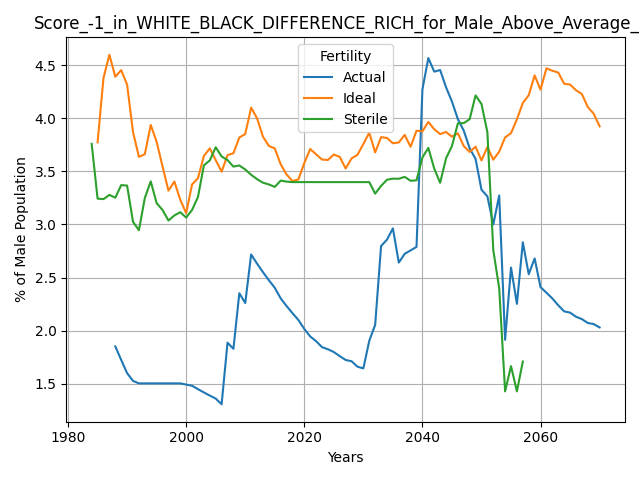 Score_-1_in_WHITE_BLACK_DIFFERENCE_RICH_for_Male_Above_Average_
Fertility
Actual
Ideal
Sterile
% of Male Population
4.5
4.0
3.5
3.0
2.5
2.0
1.5
1980
2000
2020
2040
2060
Years